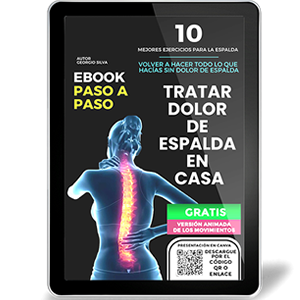 10
MEJORES EJERCICIOS PARA LA ESPALDA
VOLVER A HACER TODO LO QUE
HACÍAS SIN DOLOR DE ESPALDA
AUTOR
GEORGIO SILVA
EBOOK
PASO A
PASO
TRATAR
DOLOR
DE
ESPALDA
EN
CASA
GRATIS
VERSIÓN ANIMADA
DE LOS MOVIMIENTOS
PRESENTACIÓN EN CANVA
DESCARGUE
POR EL
CÓDIGO
QR O
ENLACE